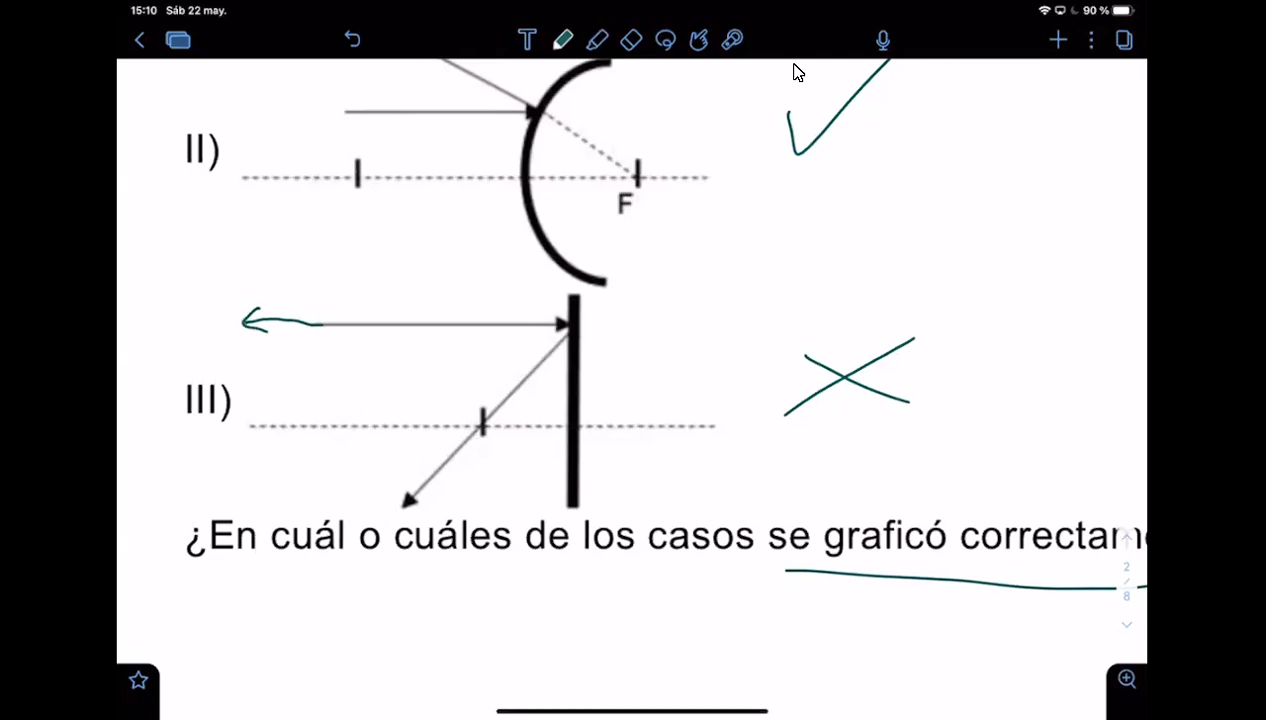 15:10 Sáb 22 may. 90 %
T
II)
F
III)
¿En cuál o cuáles de los casos se graficó correctam
2
/
8